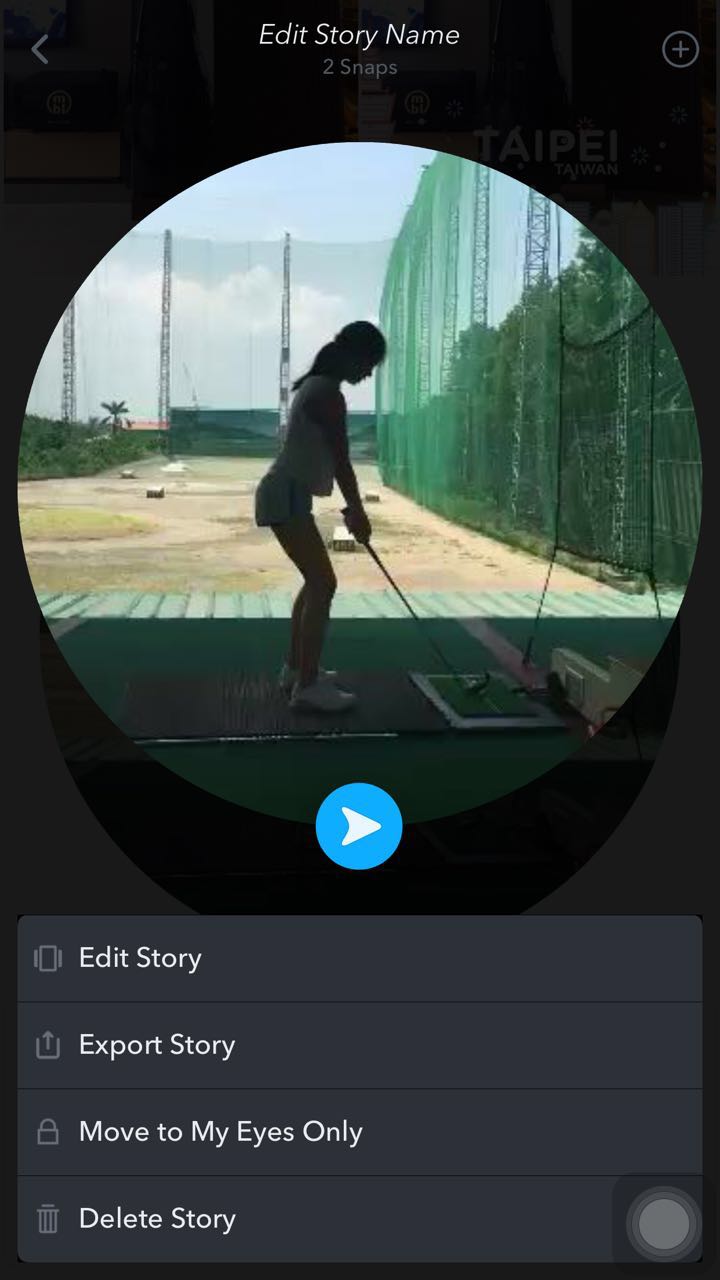 Edit Story Name
2 Snaps
TAIPEI
TAIWAN
Edit Story
Export Story
Move to My Eyes Only
Delete Story